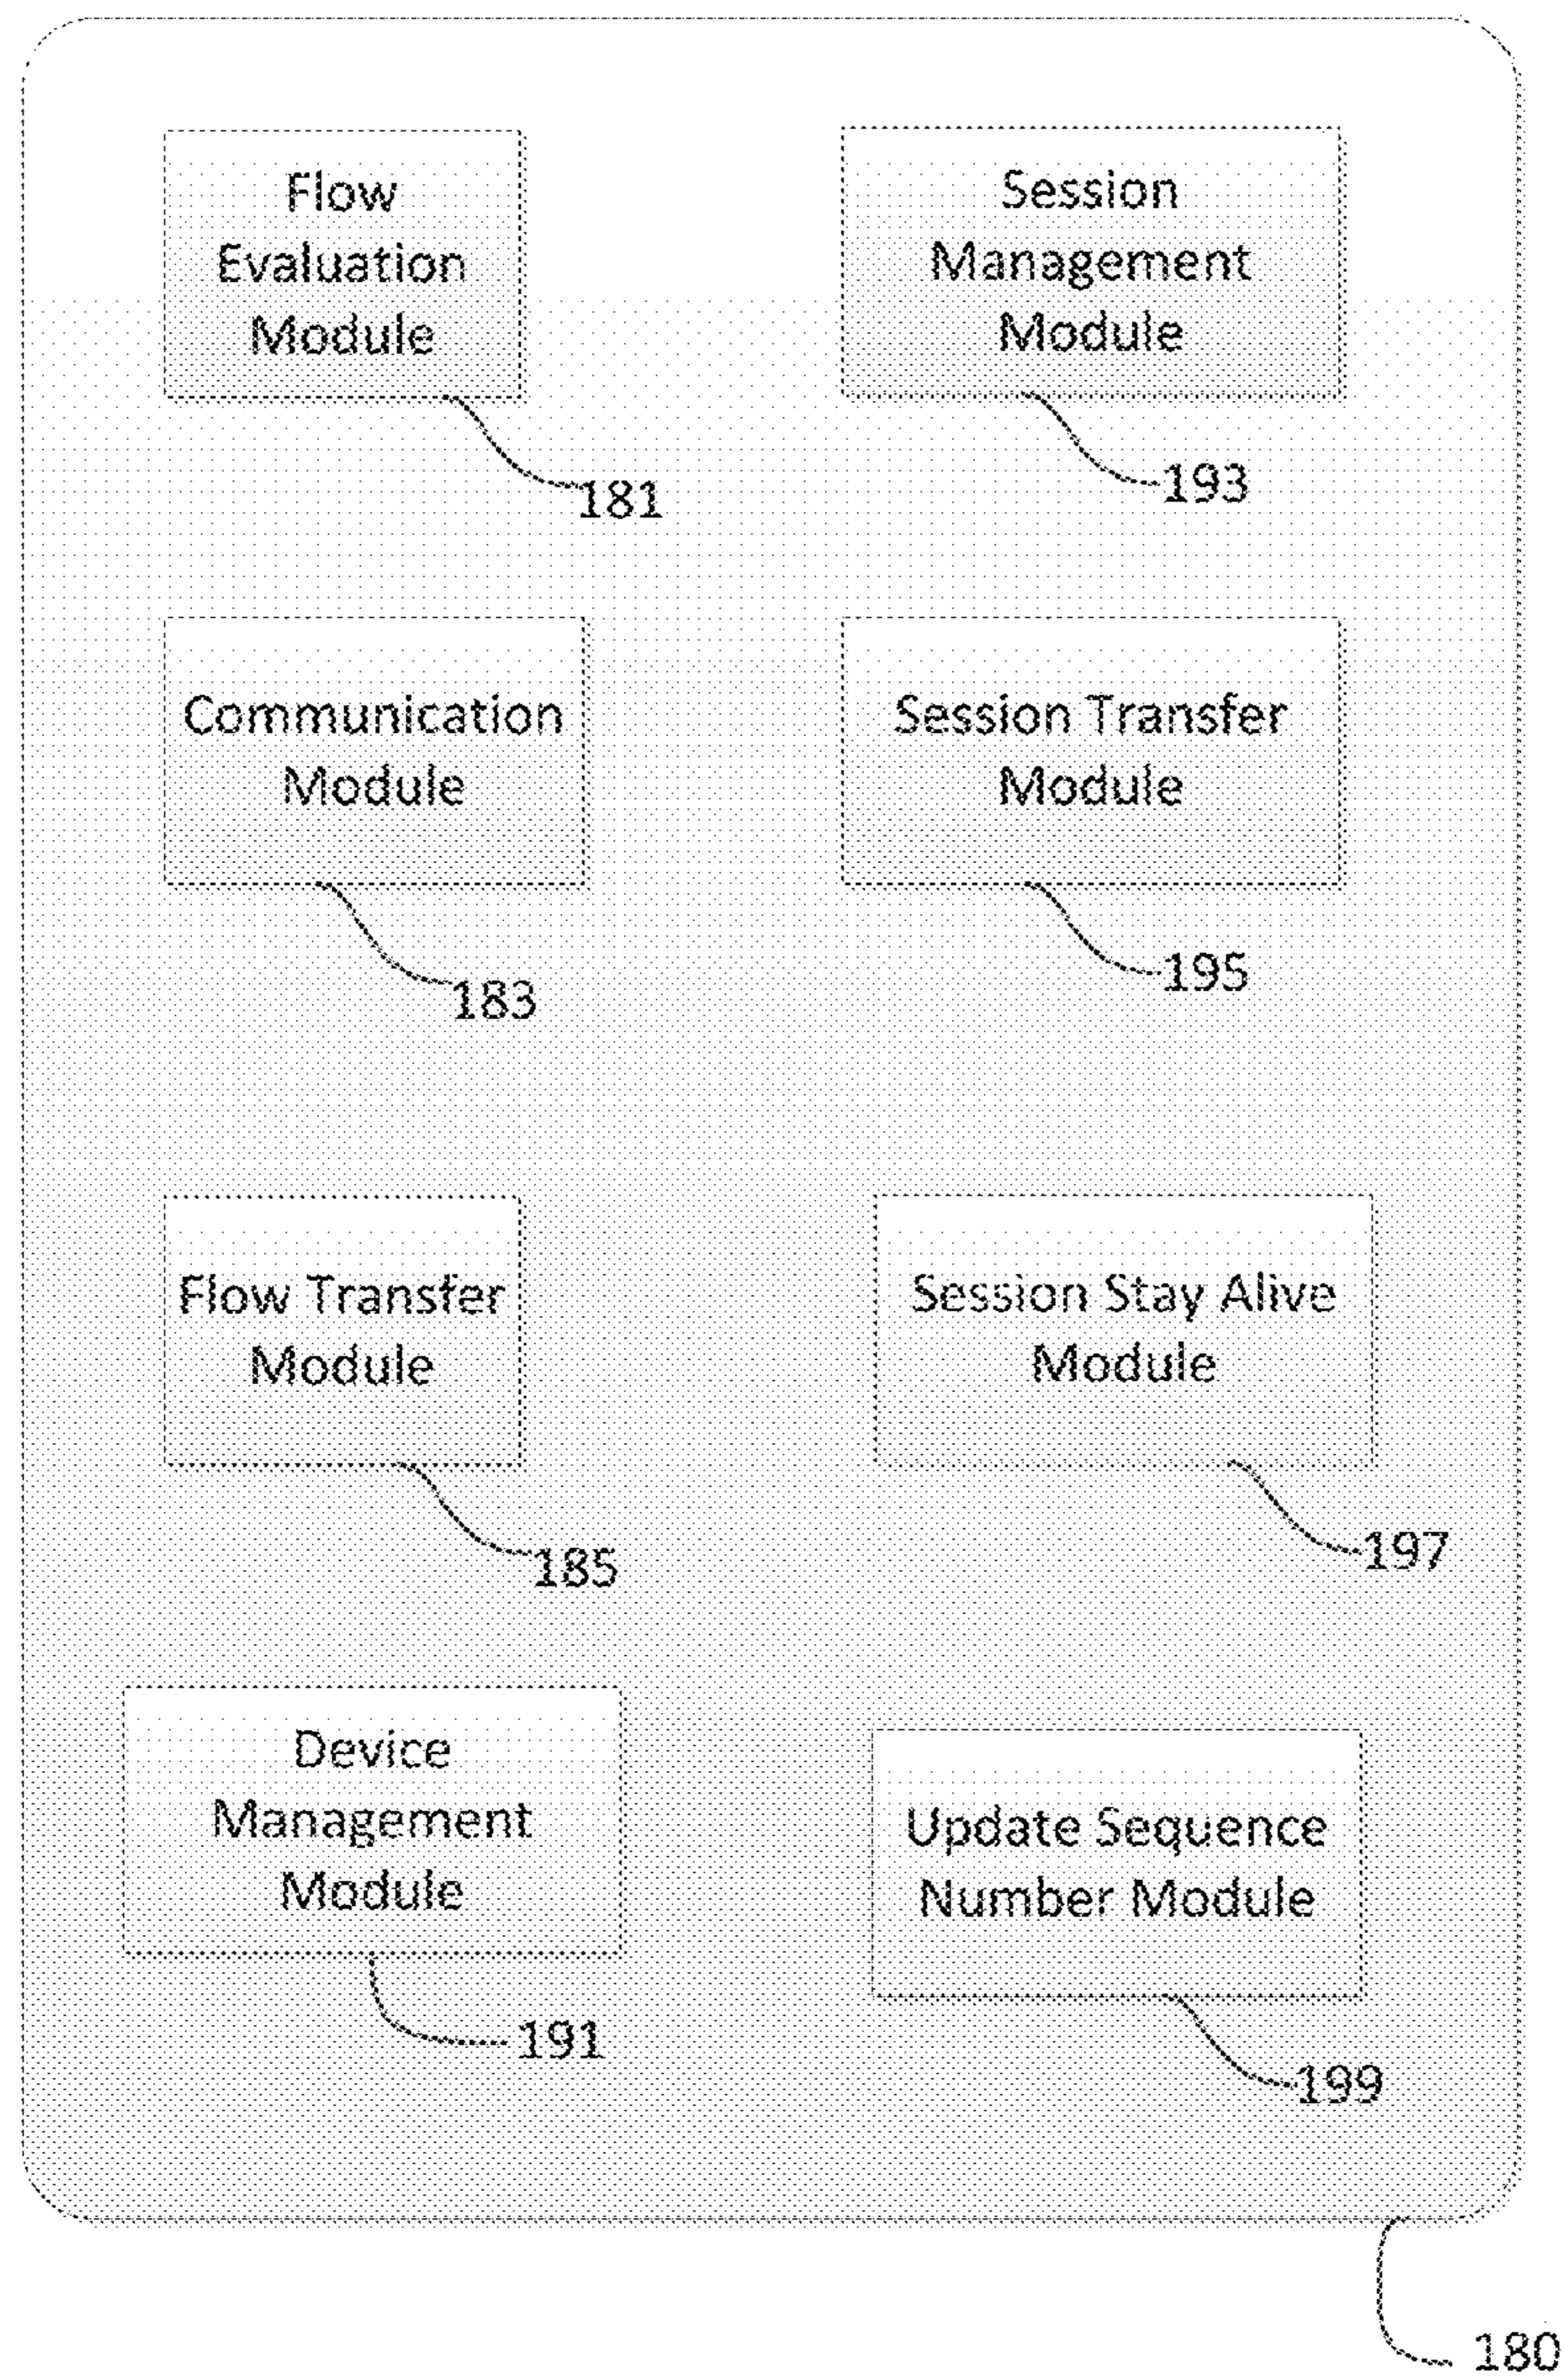 Flow
Evaluation
Module
181
Session
Management
Module
193
Communication
Module
183
Session Transfer
Module
195
Flow Transfer
Module
185
Session Stay Alive
Module
197
Device
Management
Module
191
Update Sequence
Number Module
199
180